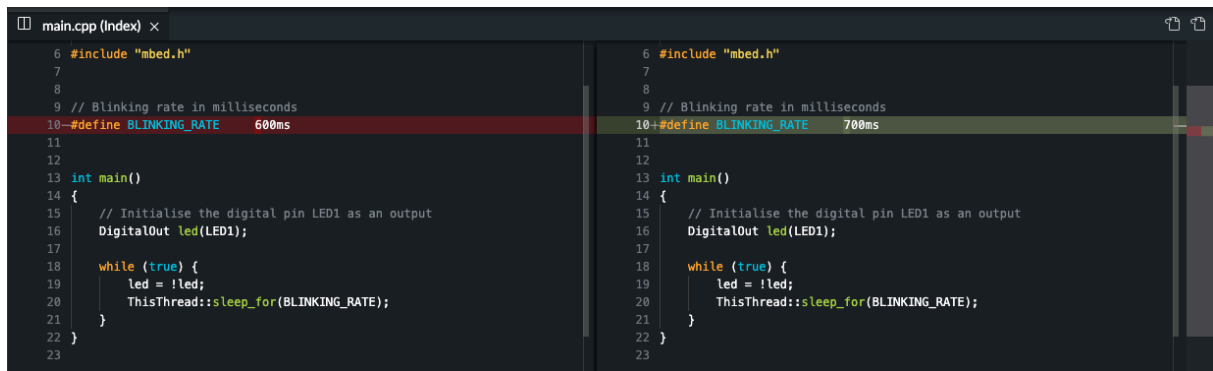 main.cpp (Index) ×
6 #include "mbed.h"
7
8
9 // Blinking rate in milliseconds
10—#define BLINKING_RATE     600ms
11
12
13 int main()
14 {
15     // Initialise the digital pin LED1 as an output
16     DigitalOut led(LED1);
17
18     while (true) {
19         led = !led;
20         ThisThread::sleep_for(BLINKING_RATE);
21     }
22 }
23
6 #include "mbed.h"
7
8
9 // Blinking rate in milliseconds
10+#define BLINKING_RATE     700ms
11
12
13 int main()
14 {
15     // Initialise the digital pin LED1 as an output
16     DigitalOut led(LED1);
17
18     while (true) {
19         led = !led;
20         ThisThread::sleep_for(BLINKING_RATE);
21     }
22 }
23